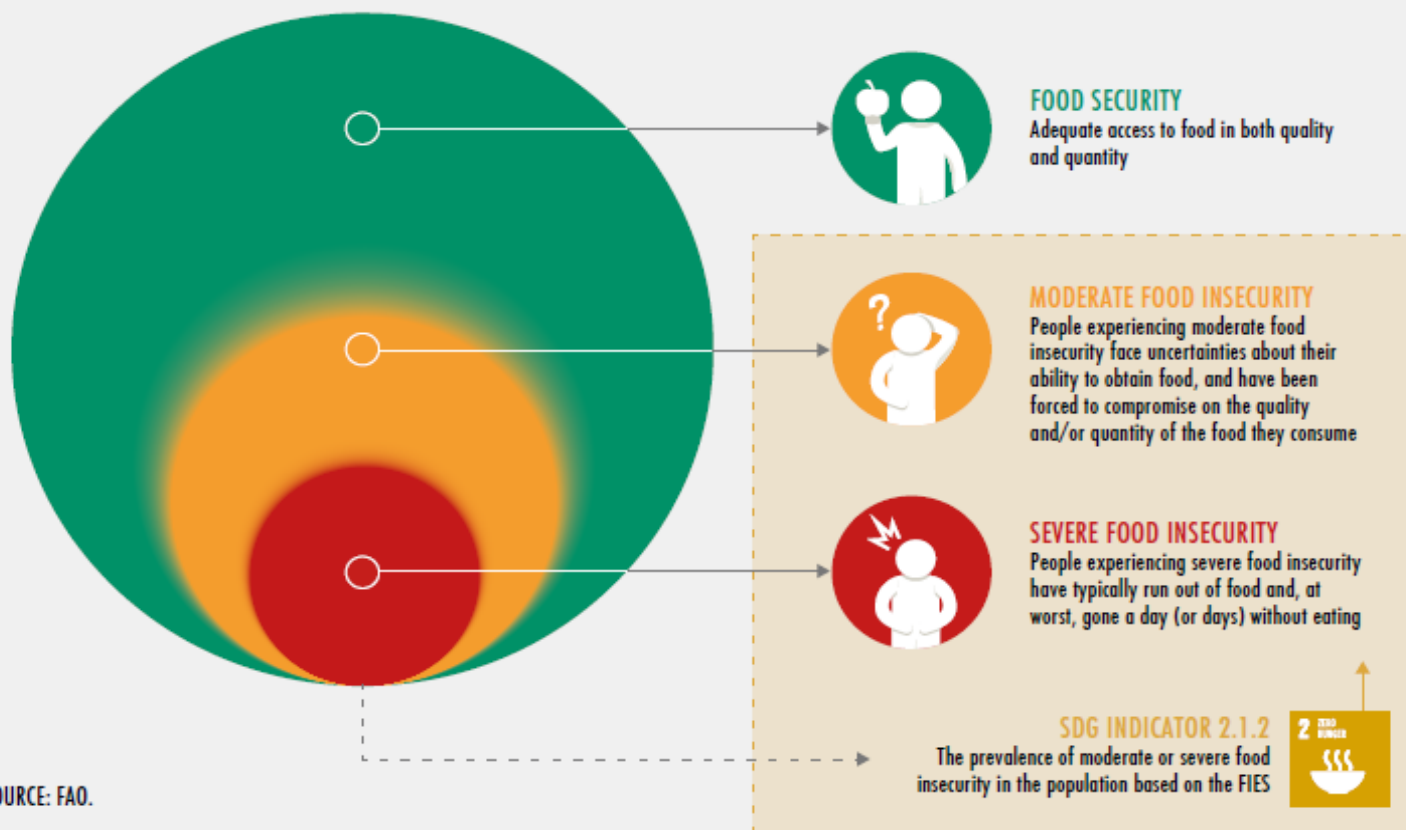 FOOD SECURITY
Adequate access to food in both quality
and quantity
?
MODERATE FOOD INSECURITY
People experiencing moderate food
insecurity face uncertainties about their
ability to obtain food, and have been
forced to compromise on the quality
and/or quantity of the food they consume
SEVERE FOOD INSECURITY
People experiencing severe food insecurity
have typically run out of food and, at
worst, gone a day (or days) without eating
SDG INDICATOR 2.1.2
The prevalence of moderate or severe food
insecurity in the population based on the FIES
2 ZERO
HUNGER
OURCE: FAO.